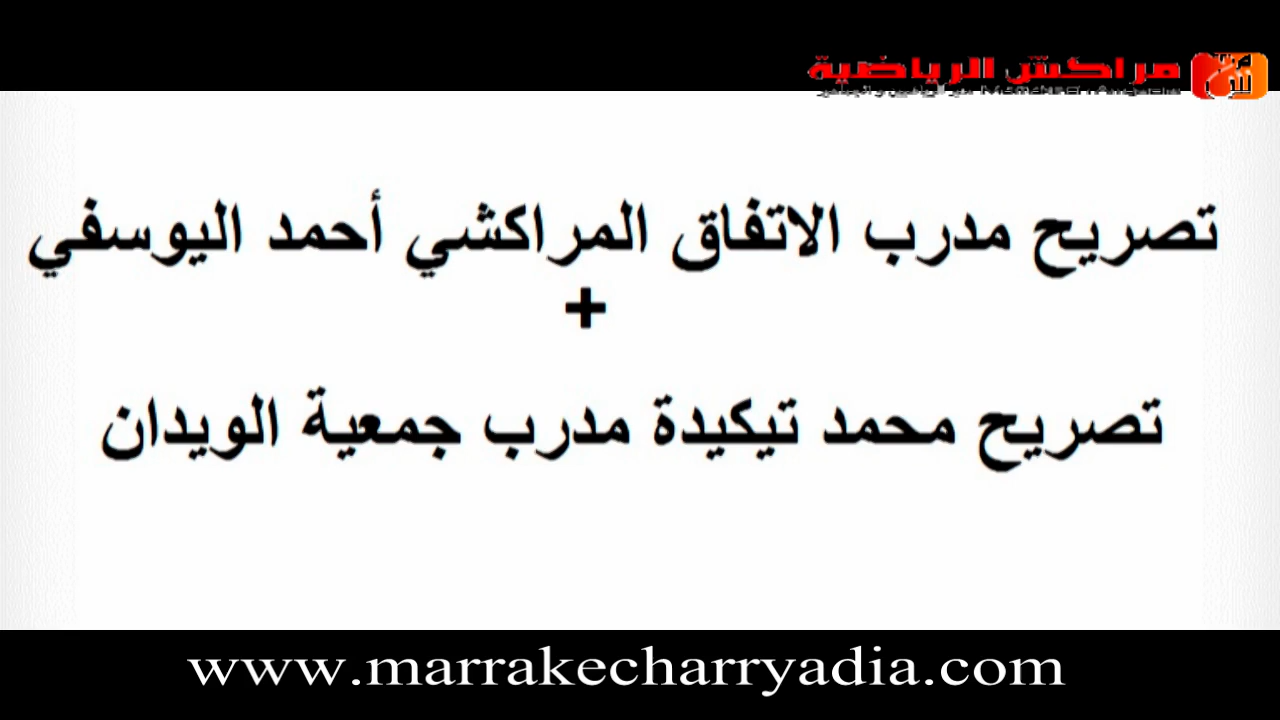 مراكش الرياضية
تصريح مدرب الاتفاق المراكشي أحمد اليوسفي
+
تصريح محمد تيكيدة مدرب جمعية الويدان
www.marrakecharryadia.com